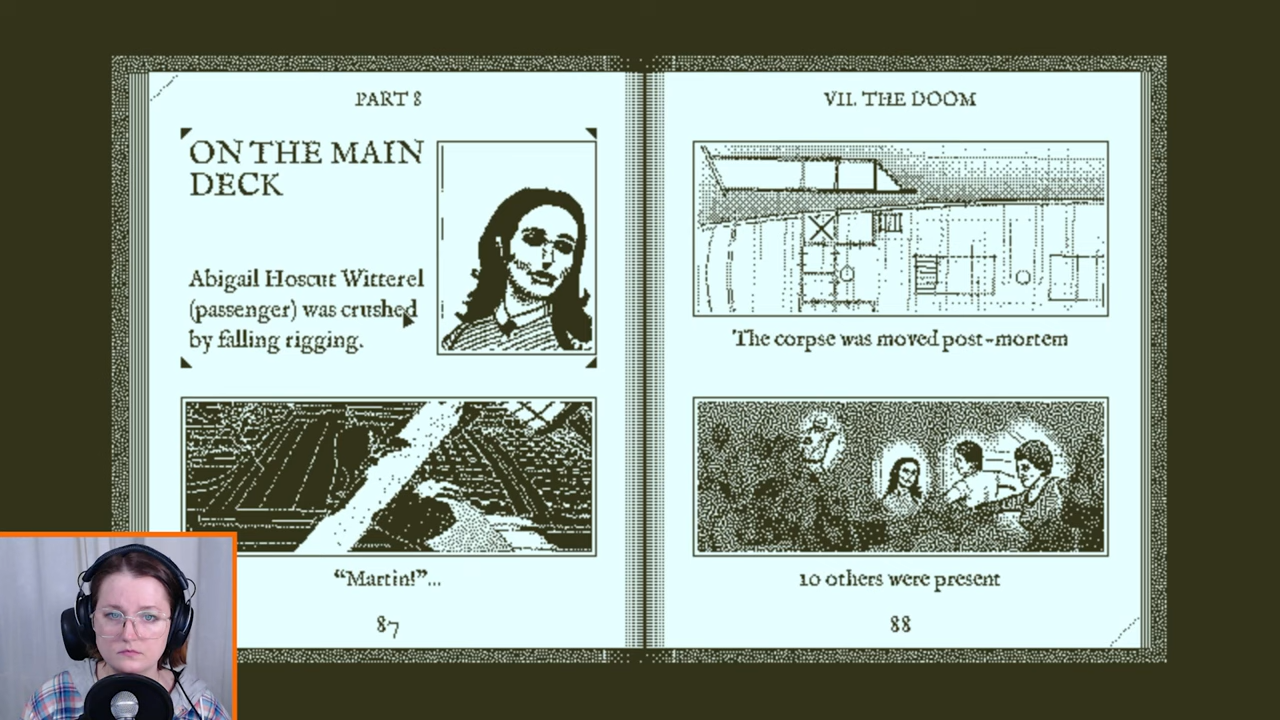 PART 8
ON THE MAIN
DECK
Abigail Hoscut Witterel
(passenger) was crushed
by falling rigging.
“Martin!”...
87
VII. THE DOOM
The corpse was moved post-mortem
10 others were present
88